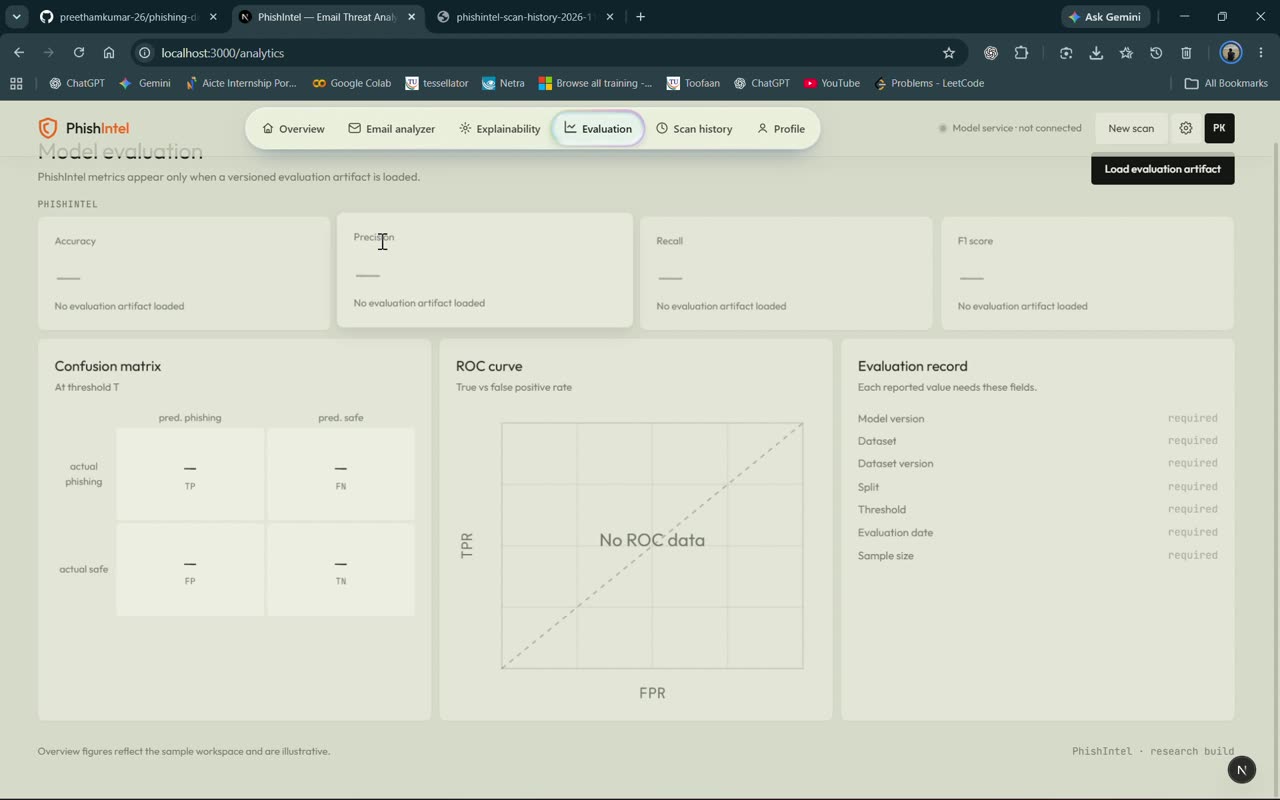 preethamkumar-26/phishing-di
PhishIntel — Email Threat Analy
phishintel-scan-history-2026-1
Ask Gemini
localhost:3000/analytics
ChatGPT
Gemini
Aicte Internship Por...
Google Colab
tessellator
Netra
Browse all training -...
Toofaan
ChatGPT
YouTube
Problems - LeetCode
All Bookmarks
PhishIntel
Overview
Email analyzer
Explainability
Evaluation
Scan history
Profile
Model service · not connected
New scan
PK
Model evaluation
PhishIntel metrics appear only when a versioned evaluation artifact is loaded.
Load evaluation artifact
PHISHINTEL
Accuracy
—
No evaluation artifact loaded
Precision
—
No evaluation artifact loaded
Recall
—
No evaluation artifact loaded
F1 score
—
No evaluation artifact loaded
Confusion matrix
At threshold T
pred. phishing
pred. safe
actual
phishing
—
TP
—
FN
actual safe
—
FP
—
TN
ROC curve
True vs false positive rate
TPR
No ROC data
FPR
Evaluation record
Each reported value needs these fields.
Model version required
Dataset required
Dataset version required
Split required
Threshold required
Evaluation date required
Sample size required
Overview figures reflect the sample workspace and are illustrative.
PhishIntel · research build
N